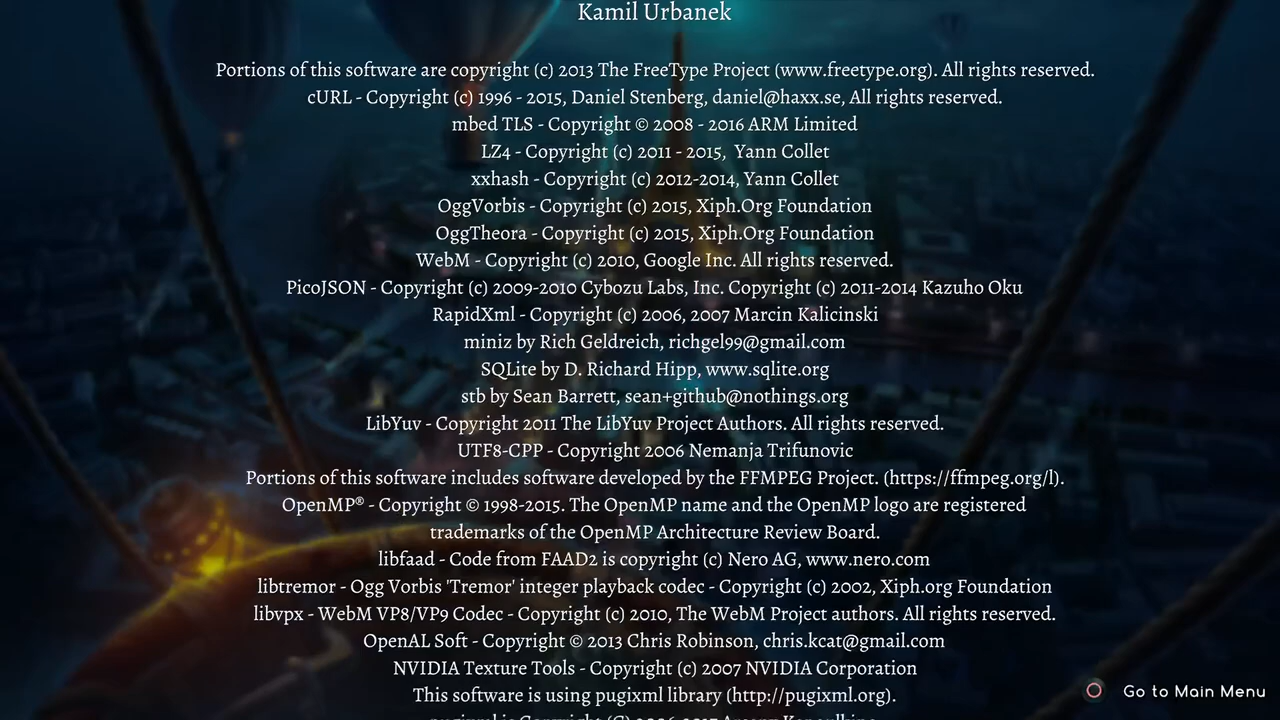 Kamil Urbanek
Portions of this software are copyright (c) 2013 The FreeType Project (www.freetype.org). All rights reserved.
cURL - Copyright (c) 1996 - 2015, Daniel Stenberg, daniel@haxx.se, All rights reserved.
mbed TLS - Copyright © 2008 - 2016 ARM Limited
LZ4 - Copyright (c) 2011 - 2015,  Yann Collet
xxhash - Copyright (c) 2012-2014, Yann Collet
OggVorbis - Copyright (c) 2015, Xiph.Org Foundation
OggTheora - Copyright (c) 2015, Xiph.Org Foundation
WebM - Copyright (c) 2010, Google Inc. All rights reserved.
PicoJSON - Copyright (c) 2009-2010 Cybozu Labs, Inc. Copyright (c) 2011-2014 Kazuho Oku
RapidXml - Copyright (c) 2006, 2007 Marcin Kalicinski
miniz by Rich Geldreich, richgel99@gmail.com
SQLite by D. Richard Hipp, www.sqlite.org
stb by Sean Barrett, sean+github@nothings.org
LibYuv - Copyright 2011 The LibYuv Project Authors. All rights reserved.
UTF8-CPP - Copyright 2006 Nemanja Trifunovic
Portions of this software includes software developed by the FFMPEG Project. (https://ffmpeg.org/l).
OpenMP® - Copyright © 1998-2015. The OpenMP name and the OpenMP logo are registered
trademarks of the OpenMP Architecture Review Board.
libfaad - Code from FAAD2 is copyright (c) Nero AG, www.nero.com
libtremor - Ogg Vorbis 'Tremor' integer playback codec - Copyright (c) 2002, Xiph.org Foundation
libvpx - WebM VP8/VP9 Codec - Copyright (c) 2010, The WebM Project authors. All rights reserved.
OpenAL Soft - Copyright © 2013 Chris Robinson, chris.kcat@gmail.com
NVIDIA Texture Tools - Copyright (c) 2007 NVIDIA Corporation
Go to Main Menu
This software is using pugixml library (http://pugixml.org).